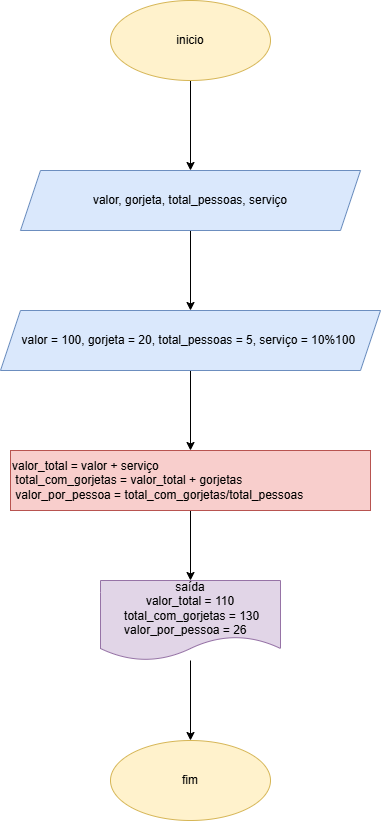 inicio
valor, gorjeta, total_pessoas, serviço
valor = 100, gorjeta = 20, total_pessoas = 5, serviço = 10%100
valor_total = valor + serviço
total_com_gorjetas = valor_total + gorjetas
valor_por_pessoa = total_com_gorjetas/total_pessoas
saída
valor_total = 110
total_com_gorjetas = 130
valor_por_pessoa = 26
fim